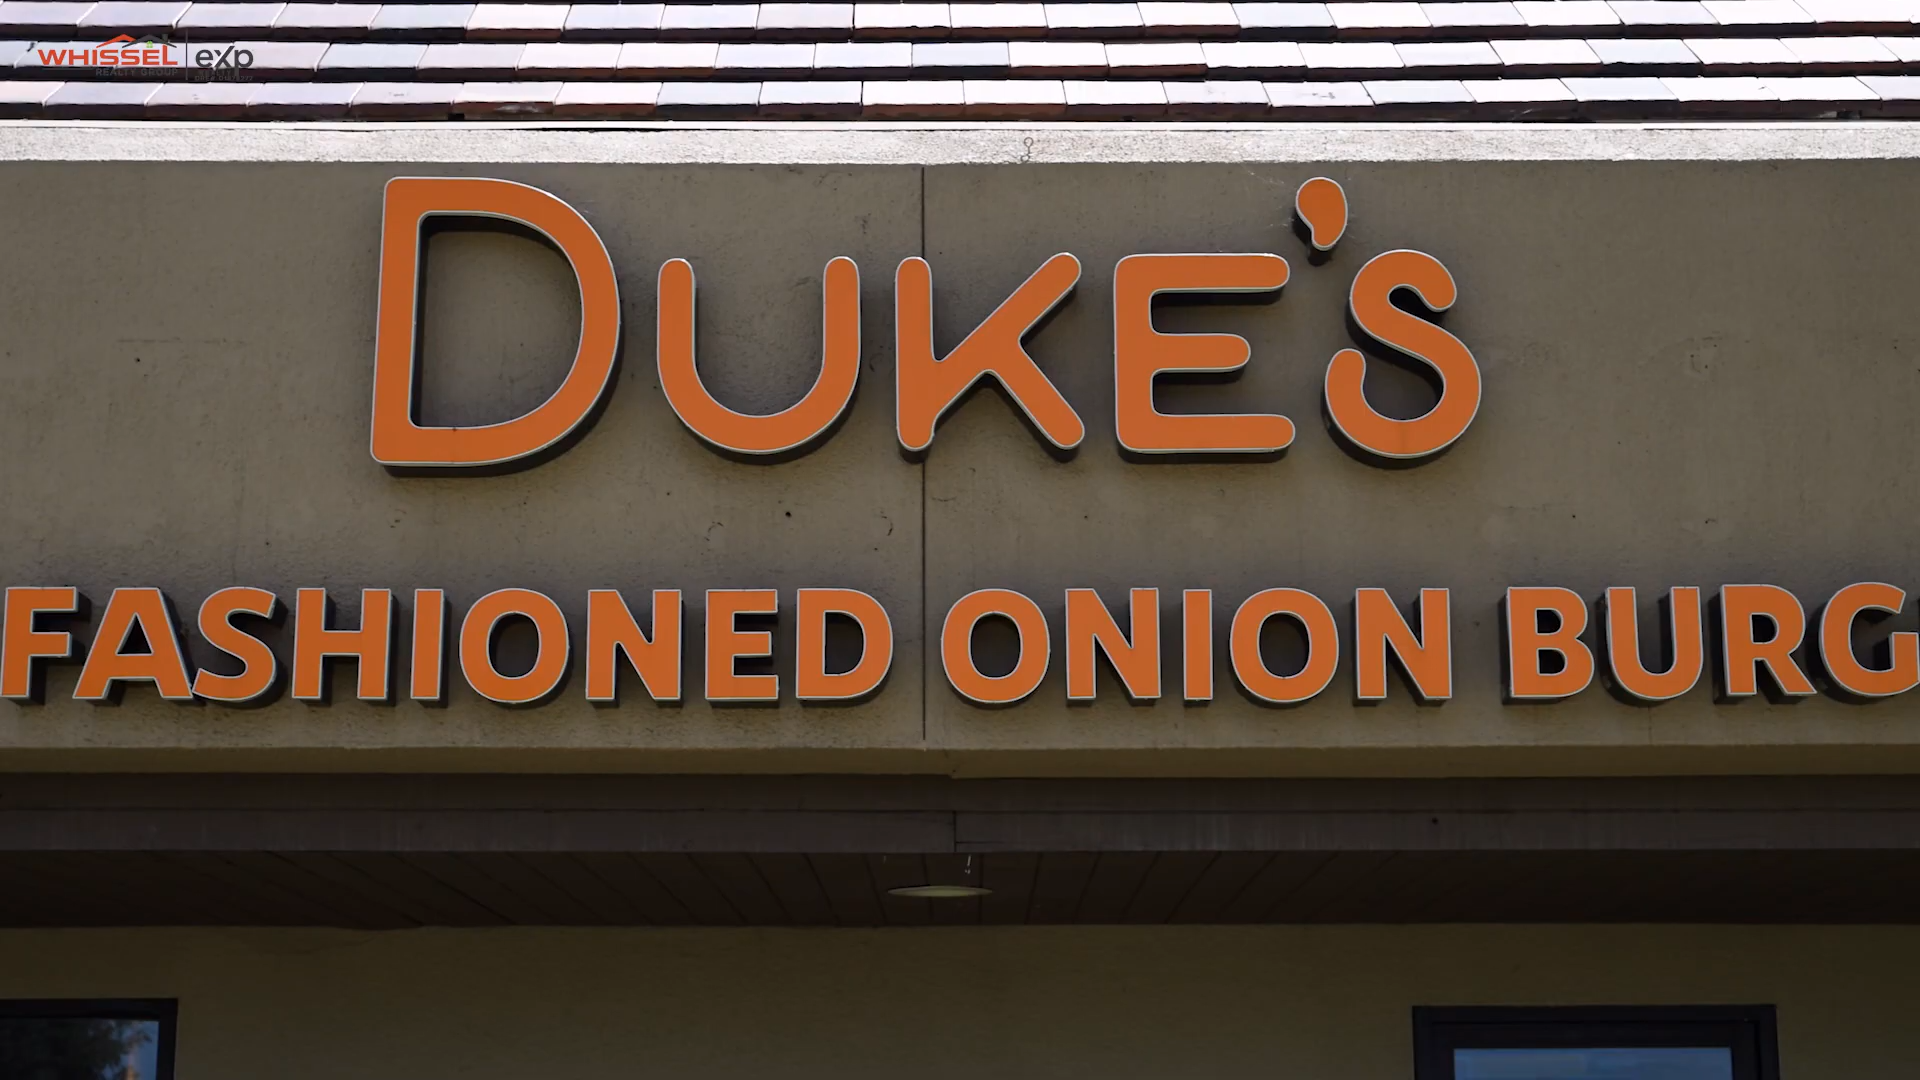 WHISSEL
REALTY GROUP
eXp
DUKE'S
FASHIONED ONION BURG